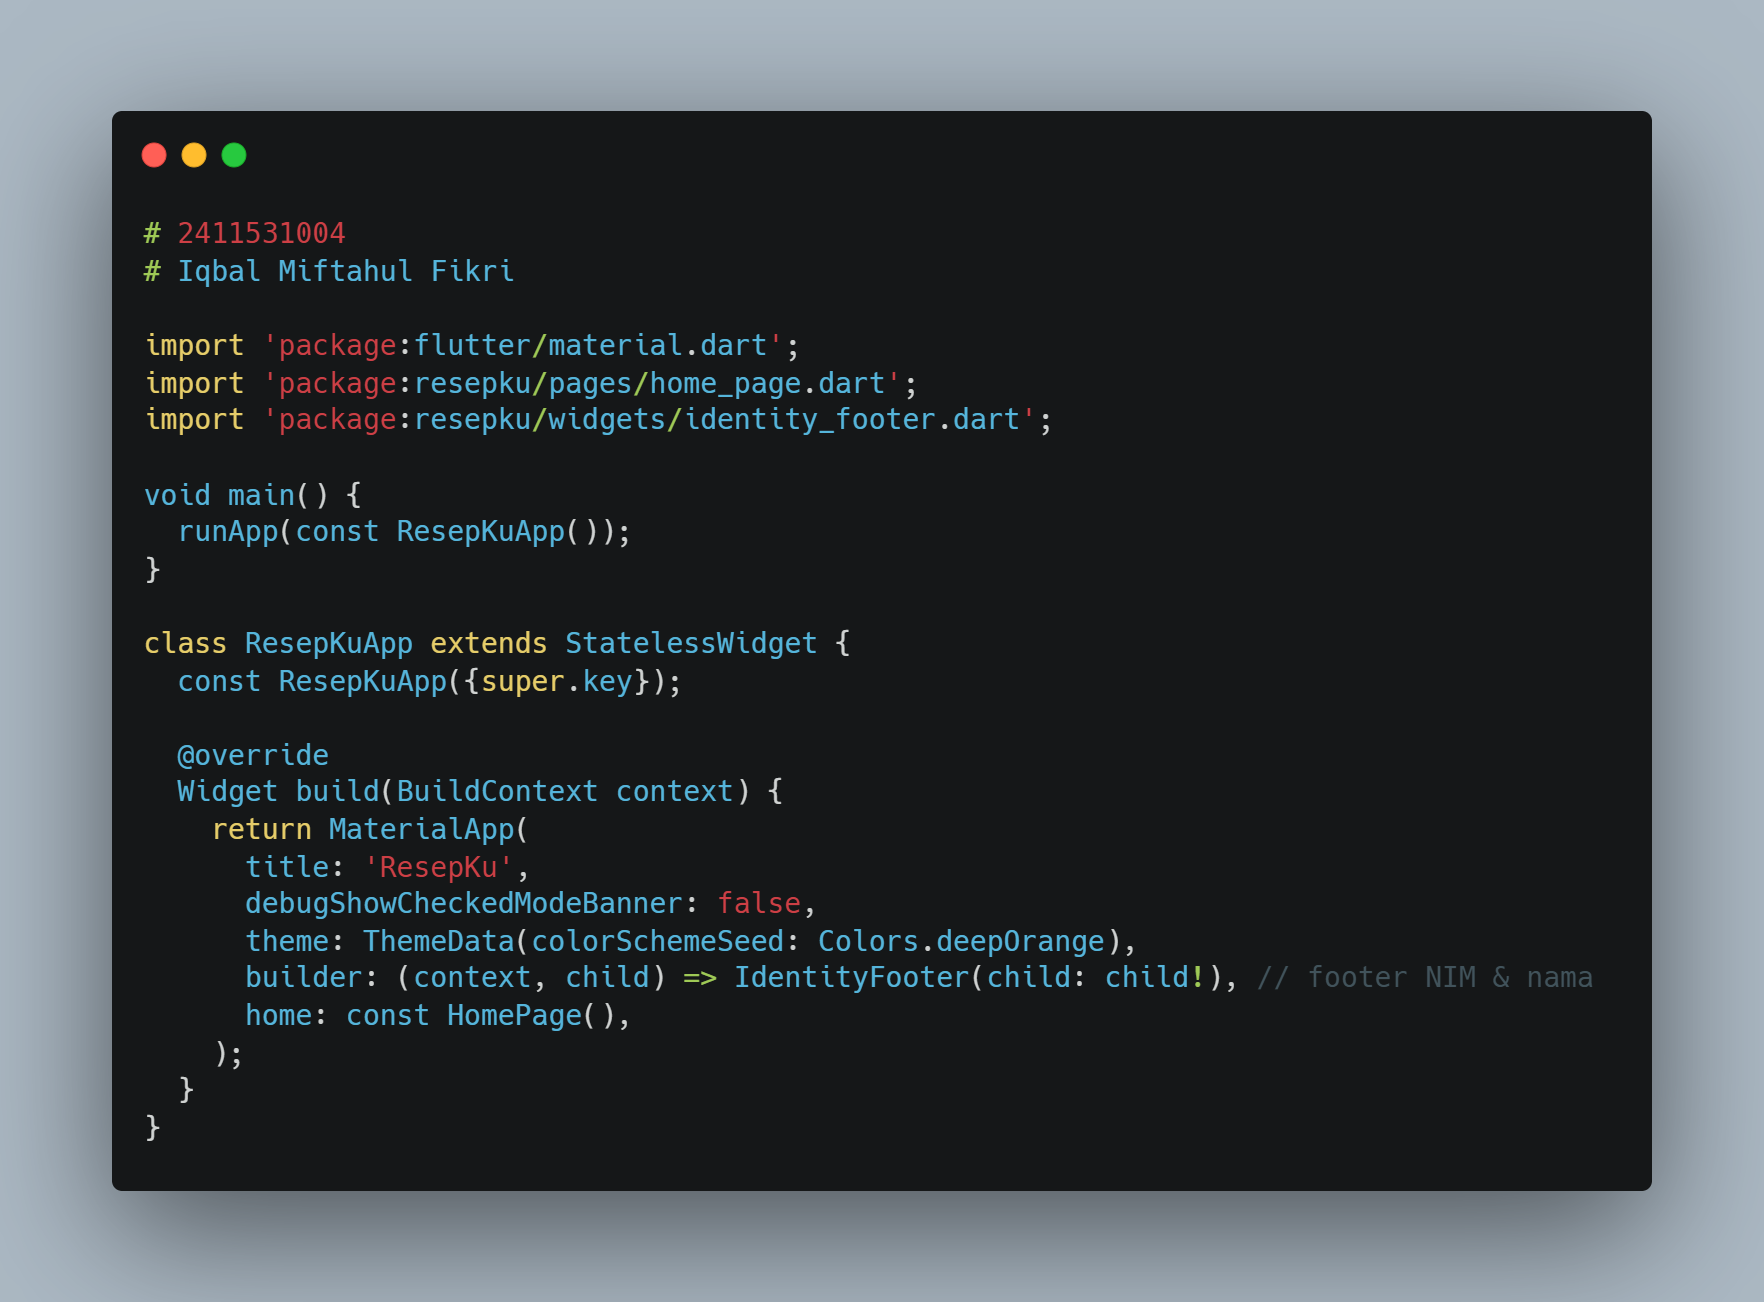 # 2411531004
# Iqbal Miftahul Fikri

import 'package:flutter/material.dart';
import 'package:resepku/pages/home_page.dart';
import 'package:resepku/widgets/identity_footer.dart';

void main() {
  runApp(const ResepKuApp());
}

class ResepKuApp extends StatelessWidget {
  const ResepKuApp({super.key});

  @override
  Widget build(BuildContext context) {
    return MaterialApp(
      title: 'ResepKu',
      debugShowCheckedModeBanner: false,
      theme: ThemeData(colorSchemeSeed: Colors.deepOrange),
      builder: (context, child) => IdentityFooter(child: child!), // footer NIM & nama
      home: const HomePage(),
    );
  }
}